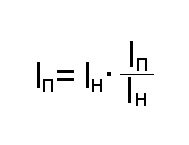 Iп = Iн · Iп / Iн